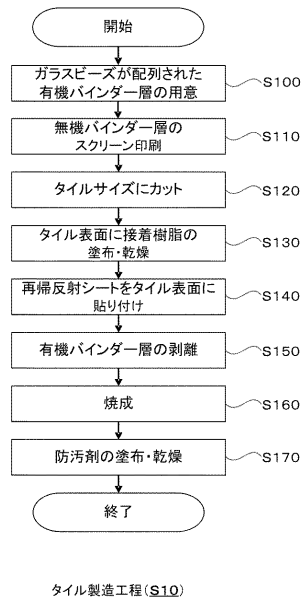 開始
ガラスビーズが配列された
有機バインダー層の用意
S100
無機バインダー層の
スクリーン印刷
S110
タイルサイズにカット
S120
タイル表面に接着樹脂の
塗布・乾燥
S130
再帰反射シートをタイル表面に
貼り付け
S140
有機バインダー層の剥離
S150
焼成
S160
防汚剤の塗布・乾燥
S170
終了
タイル製造工程(S10)